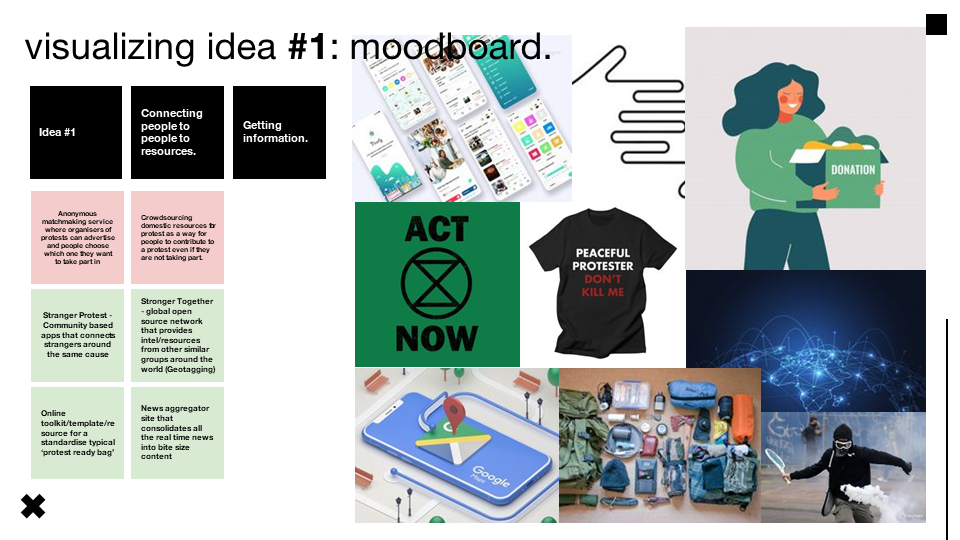 visualizing idea #1: moodboard.
Idea #1
Connecting
people to
people to
resources.
Getting
information.
Anonymous
matchmaking service
where organisers of
protests can advertise
and people choose
which one they want
to take part in
Crowdsourcing
domestic resources for
protest as a way for
people to contribute to
a protest even if they
are not taking part.
Stranger Protest -
Community based
apps that connects
strangers around
the same cause
Stranger Together
- global open
source network
that provides
intel/resources
from other similar
groups around the
world (Geotagging)
Online
toolkit/template/re
source for a
standardise typical
‘protest ready bag’
News aggregator
site that
consolidates all
the real time news
into bite size
content
DONATION
ACT
NOW
PEACEFUL
PROTESTER
DON'T
KILL ME
Google
Maps